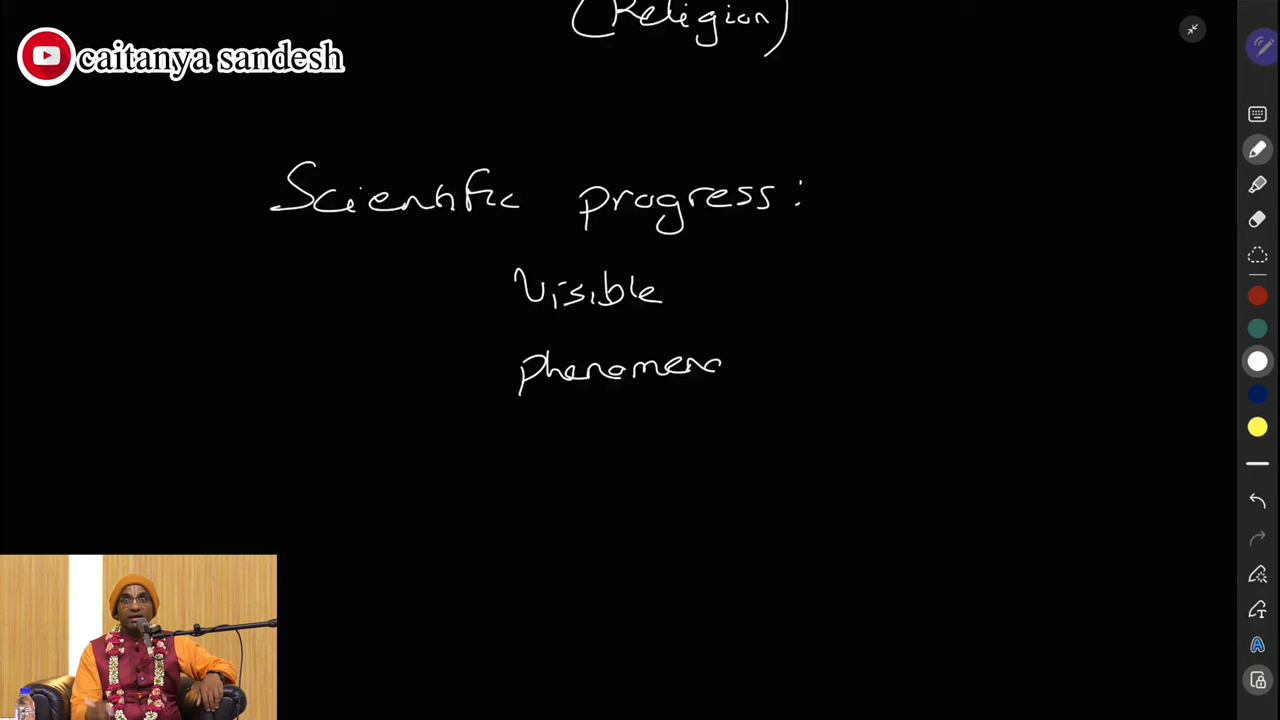 (Religion)
caitanya sandesh
Scientific progress:
Visible
phenomena